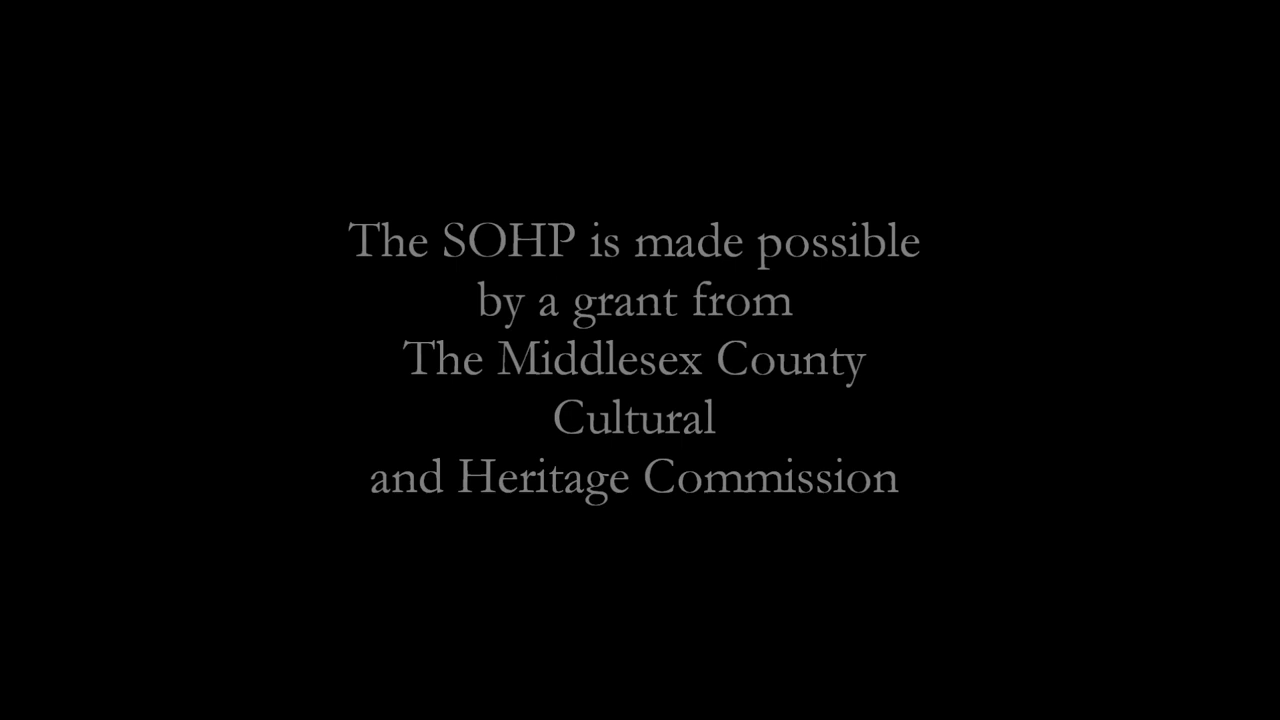 The SOHP is made possible
by a grant from
The Middlesex County
Cultural
and Heritage Commission